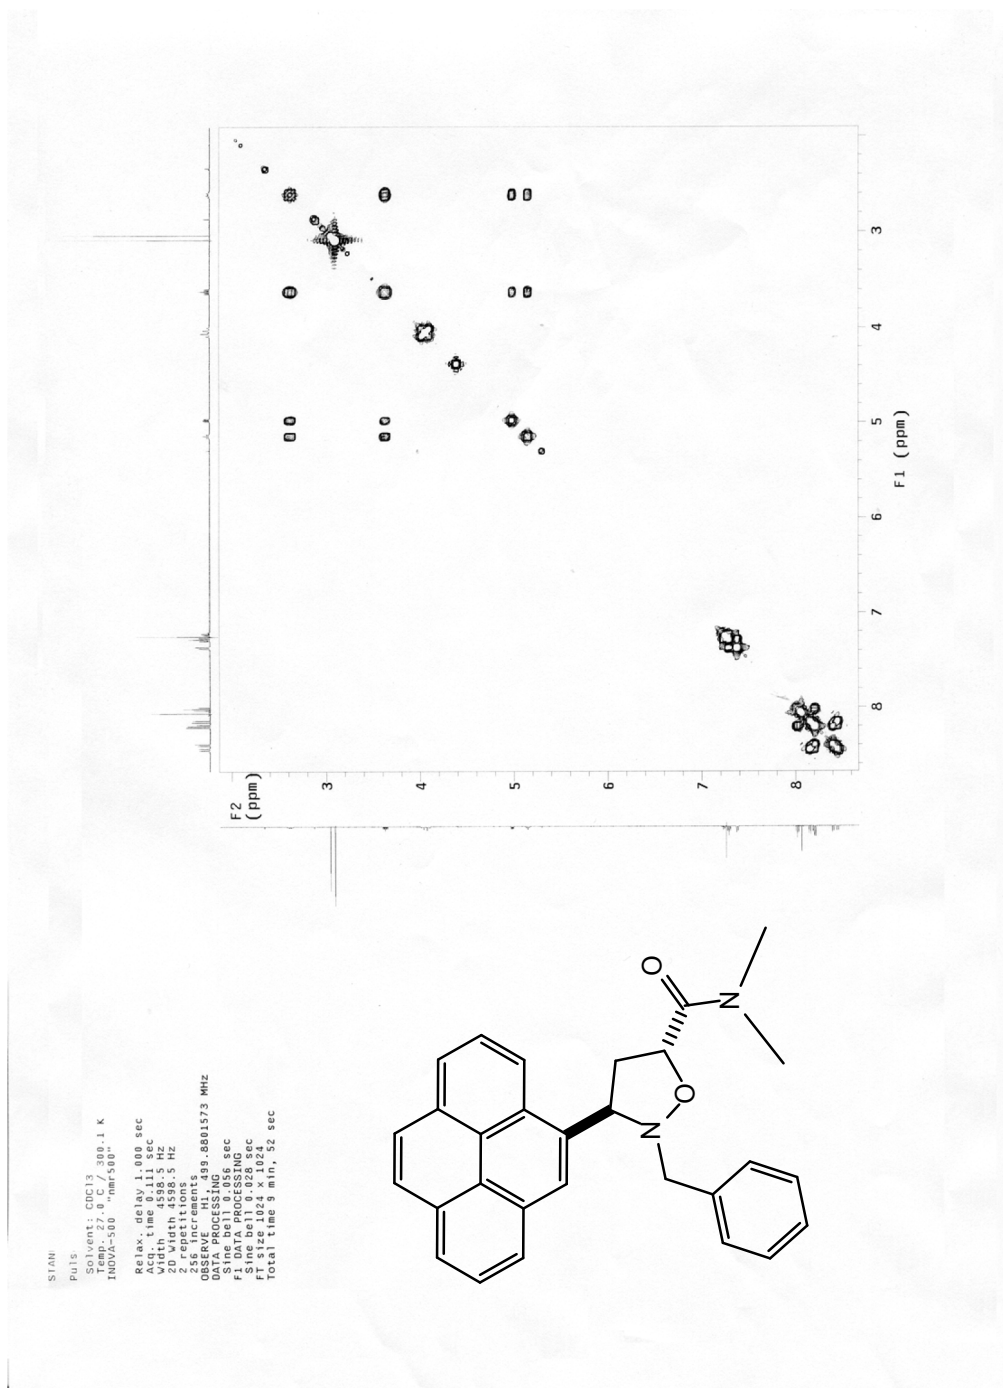 STAN
Puls
Solvent: CDCl3
Temp. 27.0 C / 300.1 K
INOVA-500 "nmr500"
Relax. delay 1.000 sec
Acq. time 0.111 sec
Width 4598.5 Hz
2D Width 4598.5 Hz
2 repetitions
256 increments
OBSERVE H1, 499.8801573 MHz
DATA PROCESSING
Sine bell 0.056 sec
F1 DATA PROCESSING
Sine bell 0.028 sec
FT size 1024 x 1024
Total time 9 min, 52 sec
F2
(ppm)
3
4
5
6
7
8
3
4
5
6
7
8
F1 (ppm)
O
N
O
N